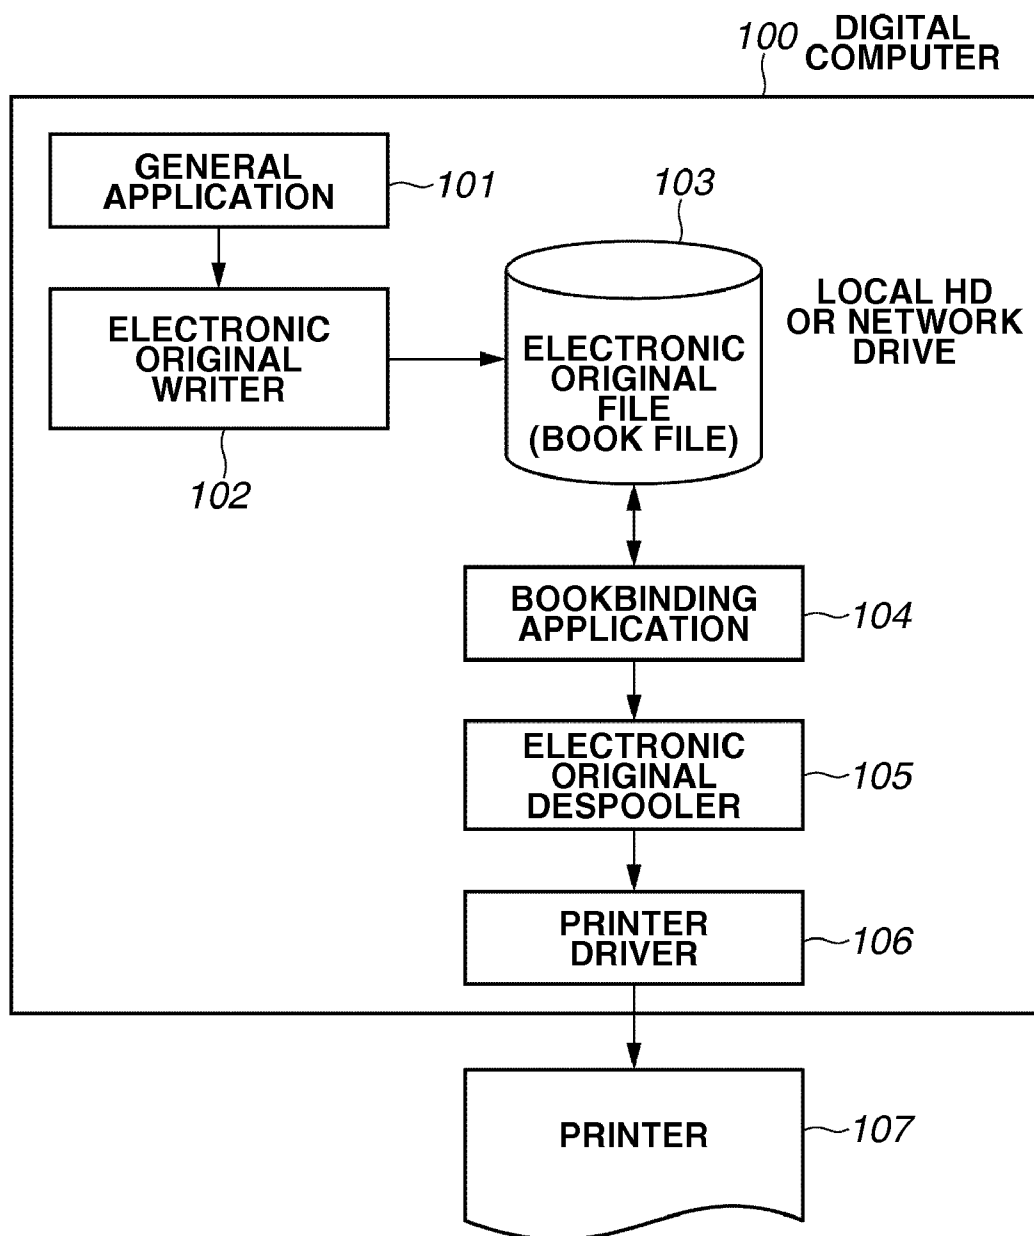 100
DIGITAL
COMPUTER
GENERAL
APPLICATION
101
ELECTRONIC
ORIGINAL
WRITER
102
103
ELECTRONIC
ORIGINAL
FILE
(BOOK FILE)
LOCAL HD
OR NETWORK
DRIVE
BOOKBINDING
APPLICATION
104
ELECTRONIC
ORIGINAL
DESPOOLER
105
PRINTER
DRIVER
106
PRINTER
107